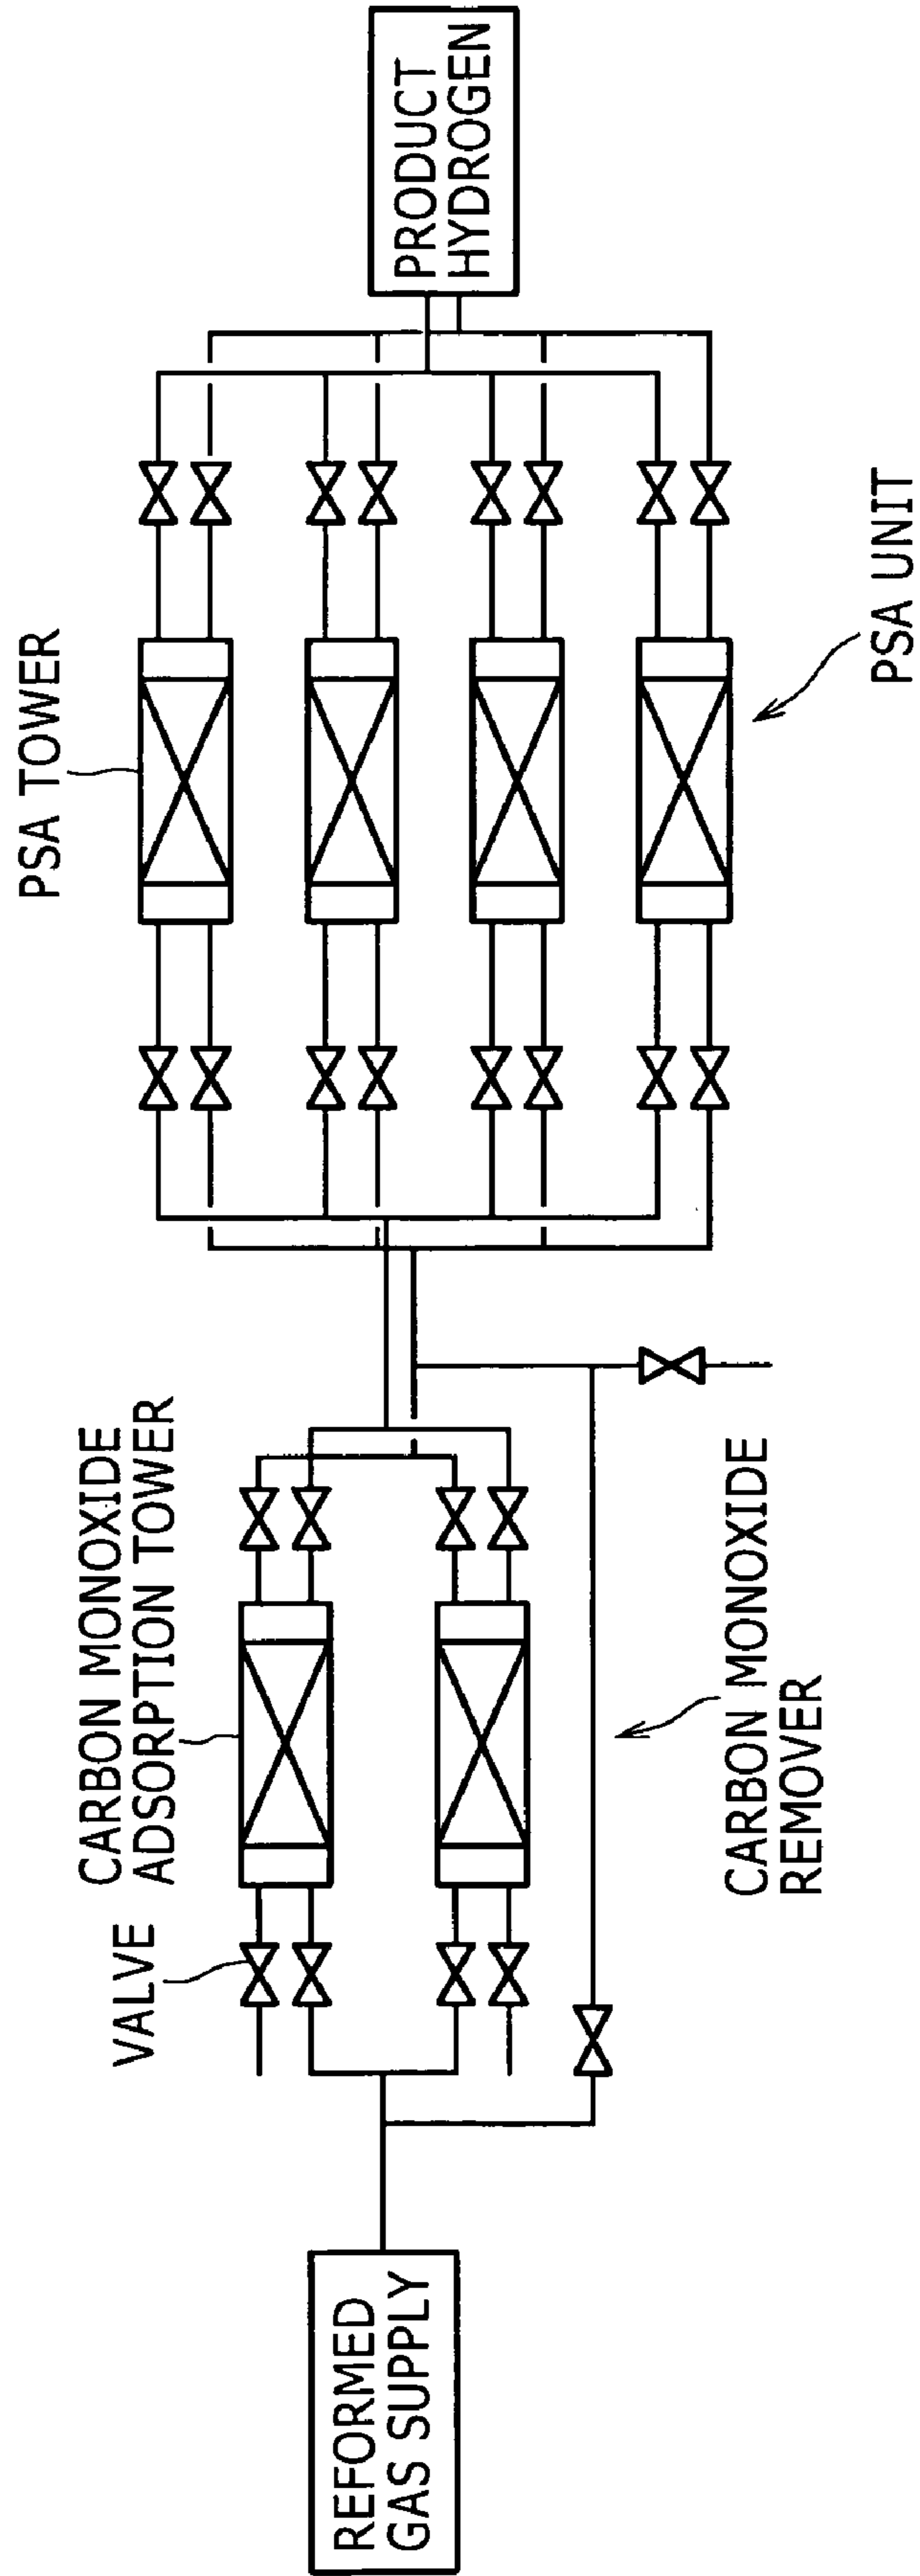 PSA TOWER
PRODUCT
HYDROGEN
PSA UNIT
CARBON MONOXIDE
ADSORPTION TOWER
VALVE
CARBON MONOXIDE
REMOVER
REFORMED
GAS SUPPLY